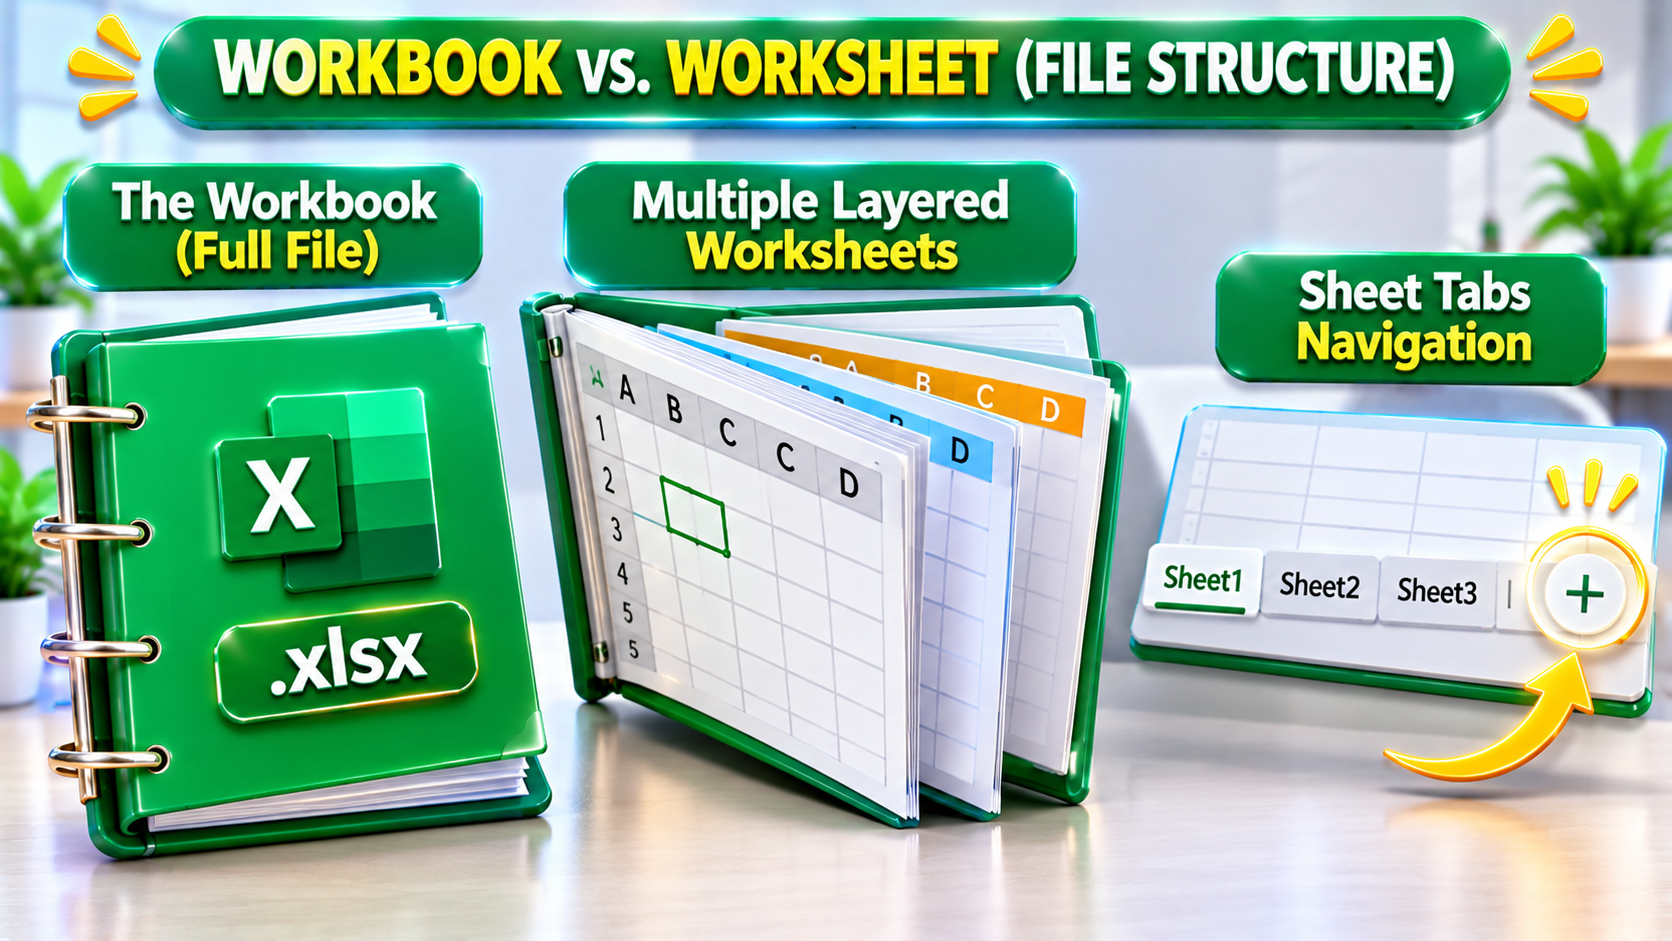 WORKBOOK VS. WORKSHEET (FILE STRUCTURE)
The Workbook
(Full File)
X
.xlsx
Multiple Layered
Worksheets
A B C C D
1
2
3
4
5
5
D
B C D
Sheet Tabs
Navigation
Sheet1 Sheet2 Sheet3 +